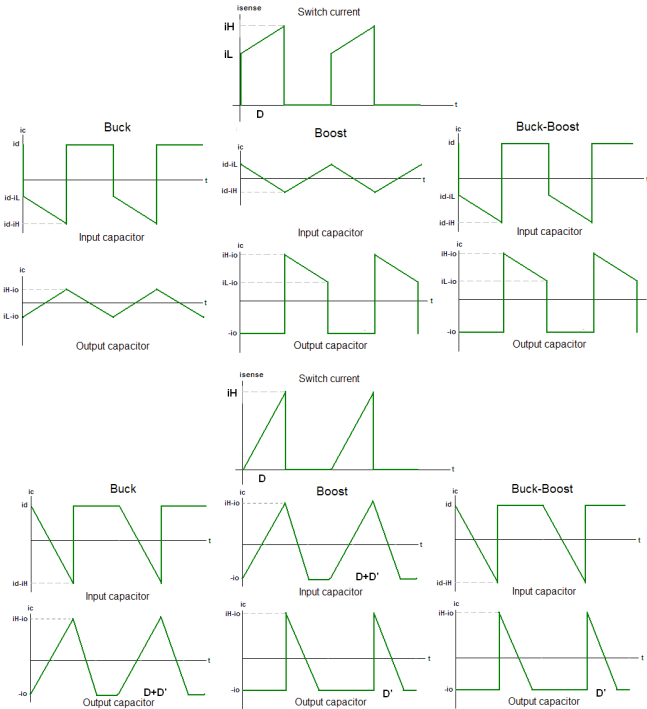 isense
Switch current
iH
iL
t
D
Buck
ic
id
t
id-iL
id-iH
Input capacitor
Boost
ic
id-iL
t
id-iH
Input capacitor
Buck-Boost
ic
id
t
id-iL
id-iH
Input capacitor
ic
iH-io
t
iL-io
Output capacitor
ic
iH-io
iL-io
t
-io
Output capacitor
ic
iH-io
iL-io
t
-io
Output capacitor
isense
Switch current
iH
t
D
Buck
ic
id
t
id-iH
Input capacitor
Boost
ic
iH-io
t
-io
D+D'
Input capacitor
Buck-Boost
ic
id
t
id-iH
Input capacitor
ic
iH-io
t
-io
D+D'
Output capacitor
ic
iH-io
t
-io
D'
Output capacitor
ic
iH-io
t
-io
D'
Output capacitor